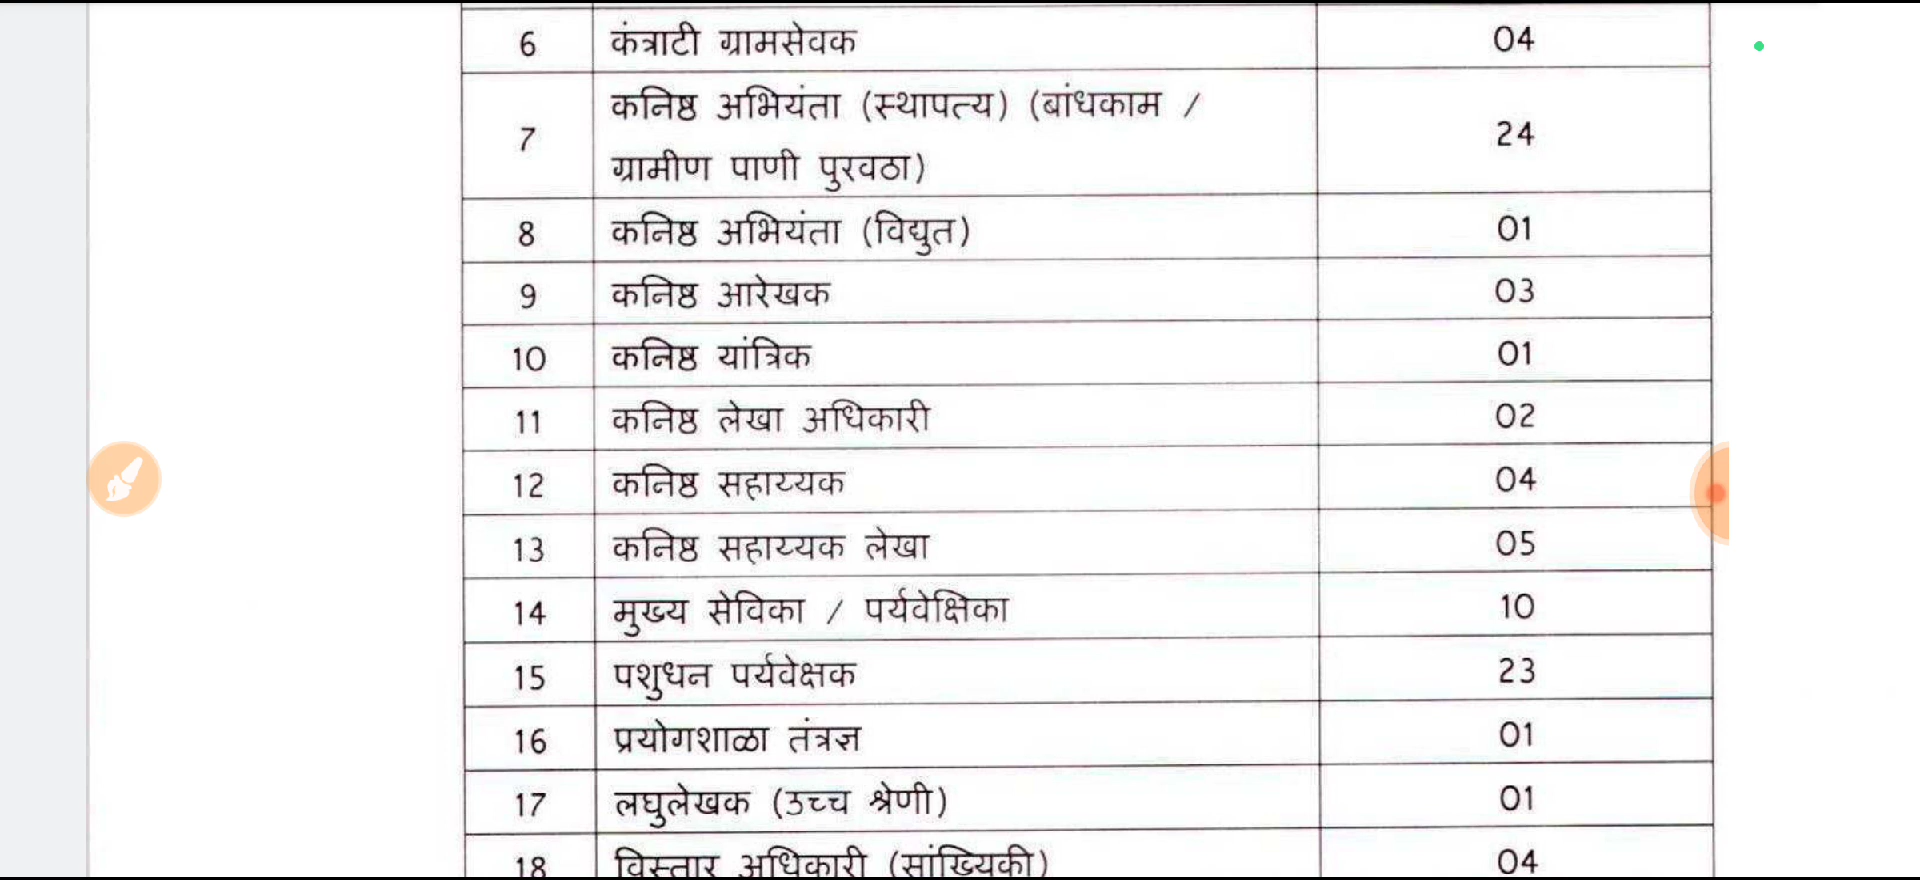 6 कंत्राटी ग्रामसेवक 04
7 कनिष्ठ अभियंता (स्थापत्य) (बांधकाम / 24
ग्रामीण पाणी पुरवठा)
8 कनिष्ठ अभियंता (विद्युत) 01
9 कनिष्ठ आरेखक 03
10 कनिष्ठ यांत्रिक 01
11 कनिष्ठ लेखा अधिकारी 02
12 कनिष्ठ सहाय्यक 04
13 कनिष्ठ सहाय्यक लेखा 05
14 मुख्य सेविका / पर्यवेक्षिका 10
15 पशुधन पर्यवेक्षक 23
16 प्रयोगशाळा तंत्रज्ञ 01
17 लघुलेखक (उच्च श्रेणी) 01
18 विस्तार अधिकारी (सांख्यिकी) 04